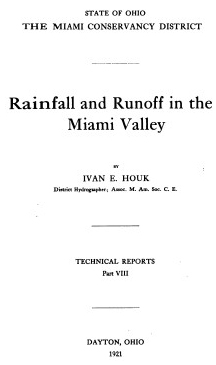 STATE OF OHIO
THE MIAMI CONSERVANCY DISTRICT
Rainfall and Runoff in the
Miami Valley
BY
IVAN E. HOUK
District Hydrographer; Assoc. M. Am. Soc. C. E.
TECHNICAL REPORTS
Part VIII
DAYTON, OHIO
1921